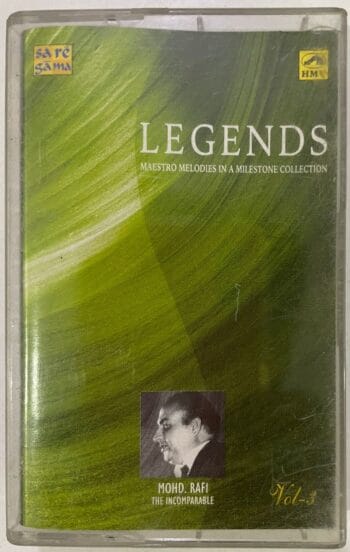 sa re
ga ma
HMV
LEGENDS
MAESTRO MELODIES IN A MILESTONE COLLECTION
MOHD. RAFI
THE INCOMPARABLE
Vol-3